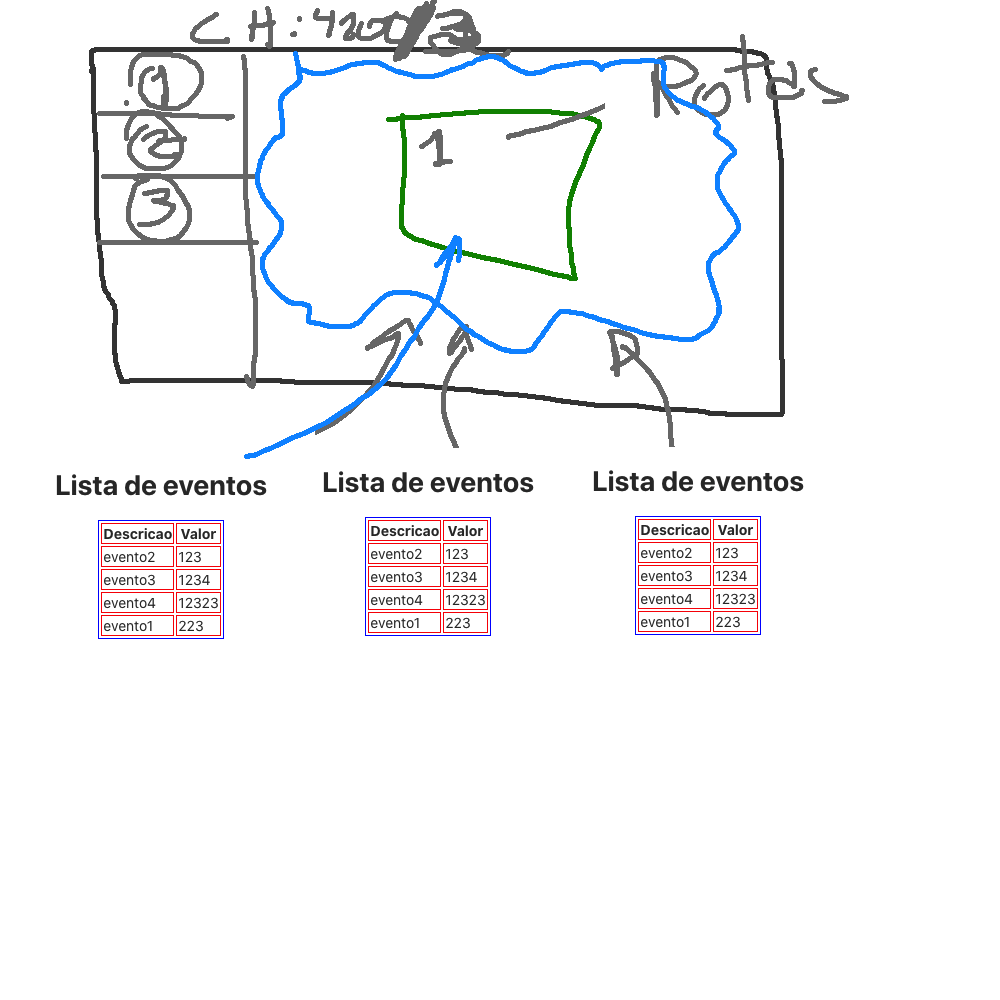 CH:4200/3
Rotas
1
2
3
1
Lista de eventos
Descricao Valor
evento2 123
evento3 1234
evento4 12323
evento1 223
Lista de eventos
Descricao Valor
evento2 123
evento3 1234
evento4 12323
evento1 223
Lista de eventos
Descricao Valor
evento2 123
evento3 1234
evento4 12323
evento1 223